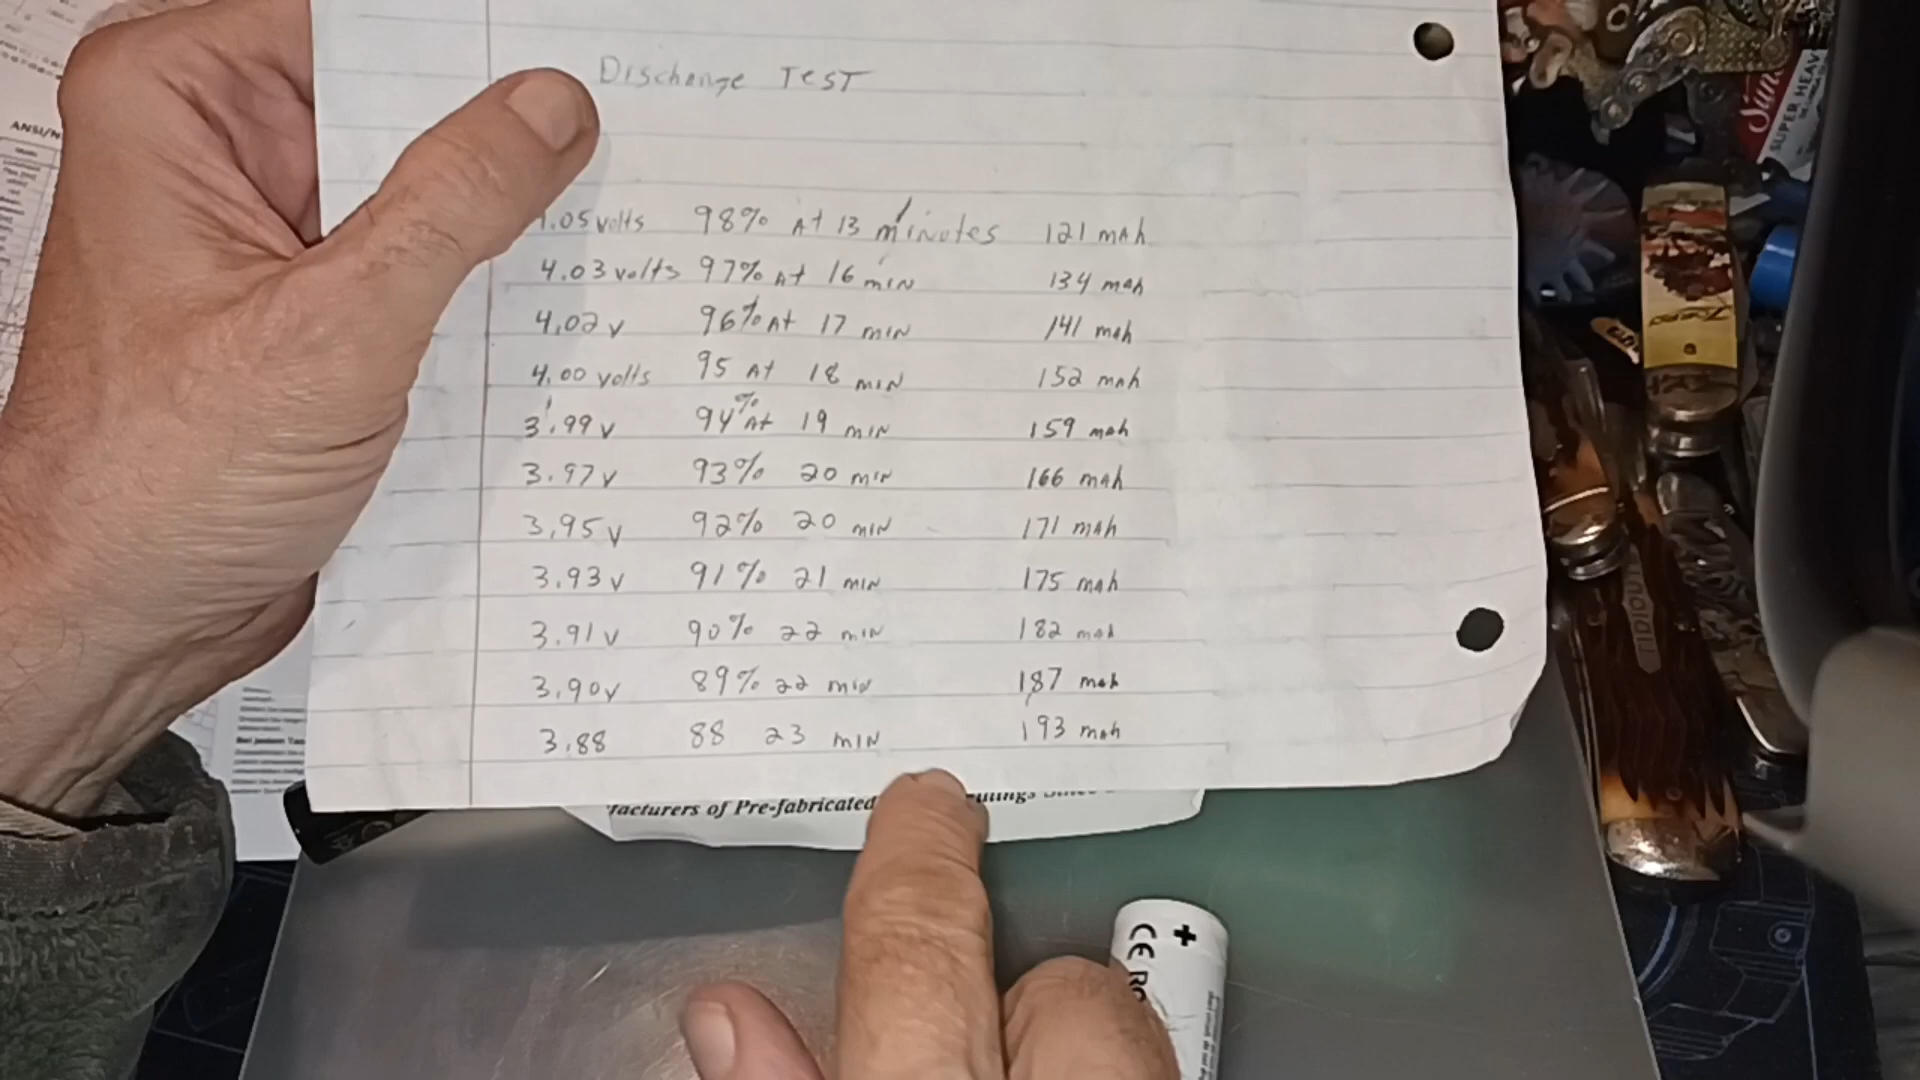 Discharge TEST
.05 volts 98% At 13 minutes 121 mAh
4.03 volts 97% At 16 min 134 mah
4.02 v 96% At 17 min 141 mah
4.00 volts 95 At 18 min 152 mah
3.99 v 94% At 19 min 159 mah
3.97 v 93% 20 min 166 mAh
3.95 v 92% 20 min 171 mAh
3.93 v 91% 21 min 175 mah
3.91 v 90% 22 min 182 mah
3.90 v 89% 22 min 187 mah
3.88 88 23 MIN 193 mah
facturers of Pre-fabricated
ANSI/N
SUPER HEAV
+
CE